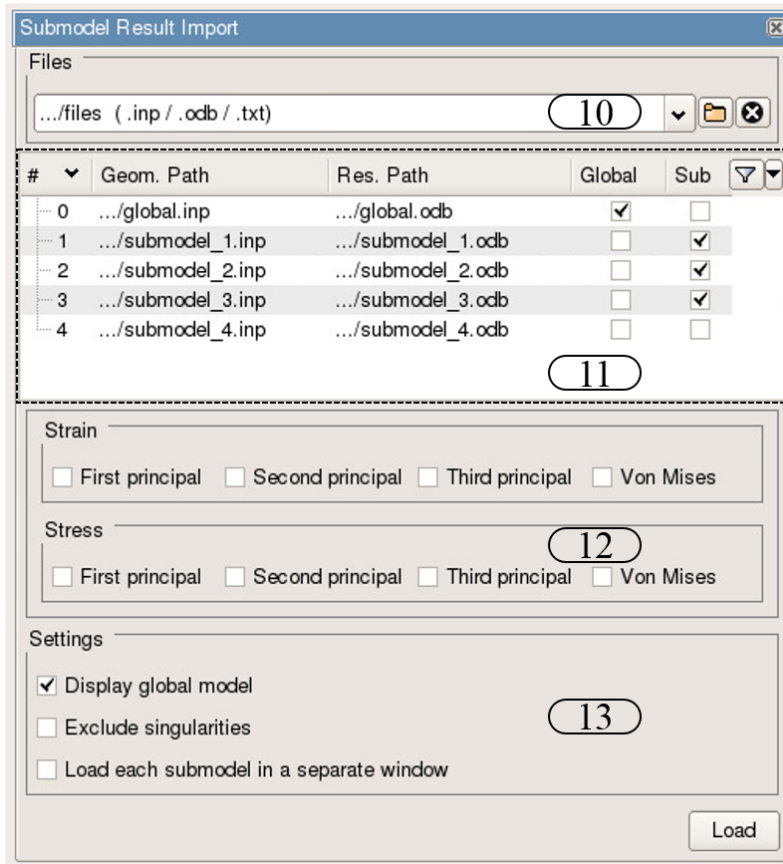 Submodel Result Import
Files
.../files ( .inp / .odb / .txt) 10
# Geom. Path Res. Path Global Sub
0 .../global.inp .../global.odb
1 .../submodel_1.inp .../submodel_1.odb
2 .../submodel_2.inp .../submodel_2.odb
3 .../submodel_3.inp .../submodel_3.odb
4 .../submodel_4.inp .../submodel_4.odb
11
Strain
First principal Second principal Third principal Von Mises
Stress
12
First principal Second principal Third principal Von Mises
Settings
Display global model
Exclude singularities 13
Load each submodel in a separate window
Load